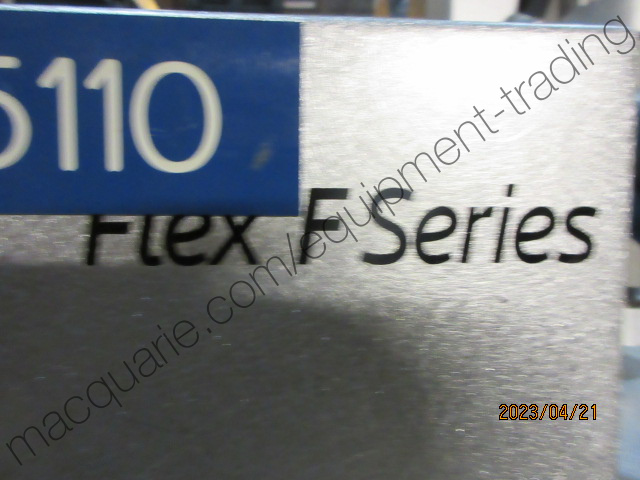 5110
Flex F Series
macquarie.com/equipment-trading
2023/04/21